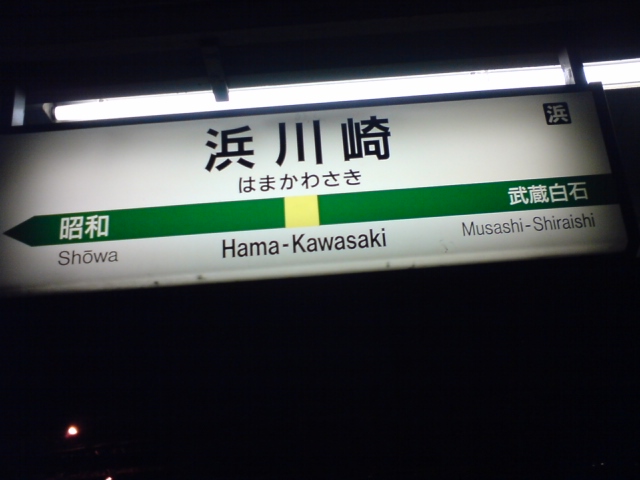 浜
浜川崎
はまかわさき
昭和
武蔵白石
Shōwa
Hama-Kawasaki
Musashi-Shiraishi